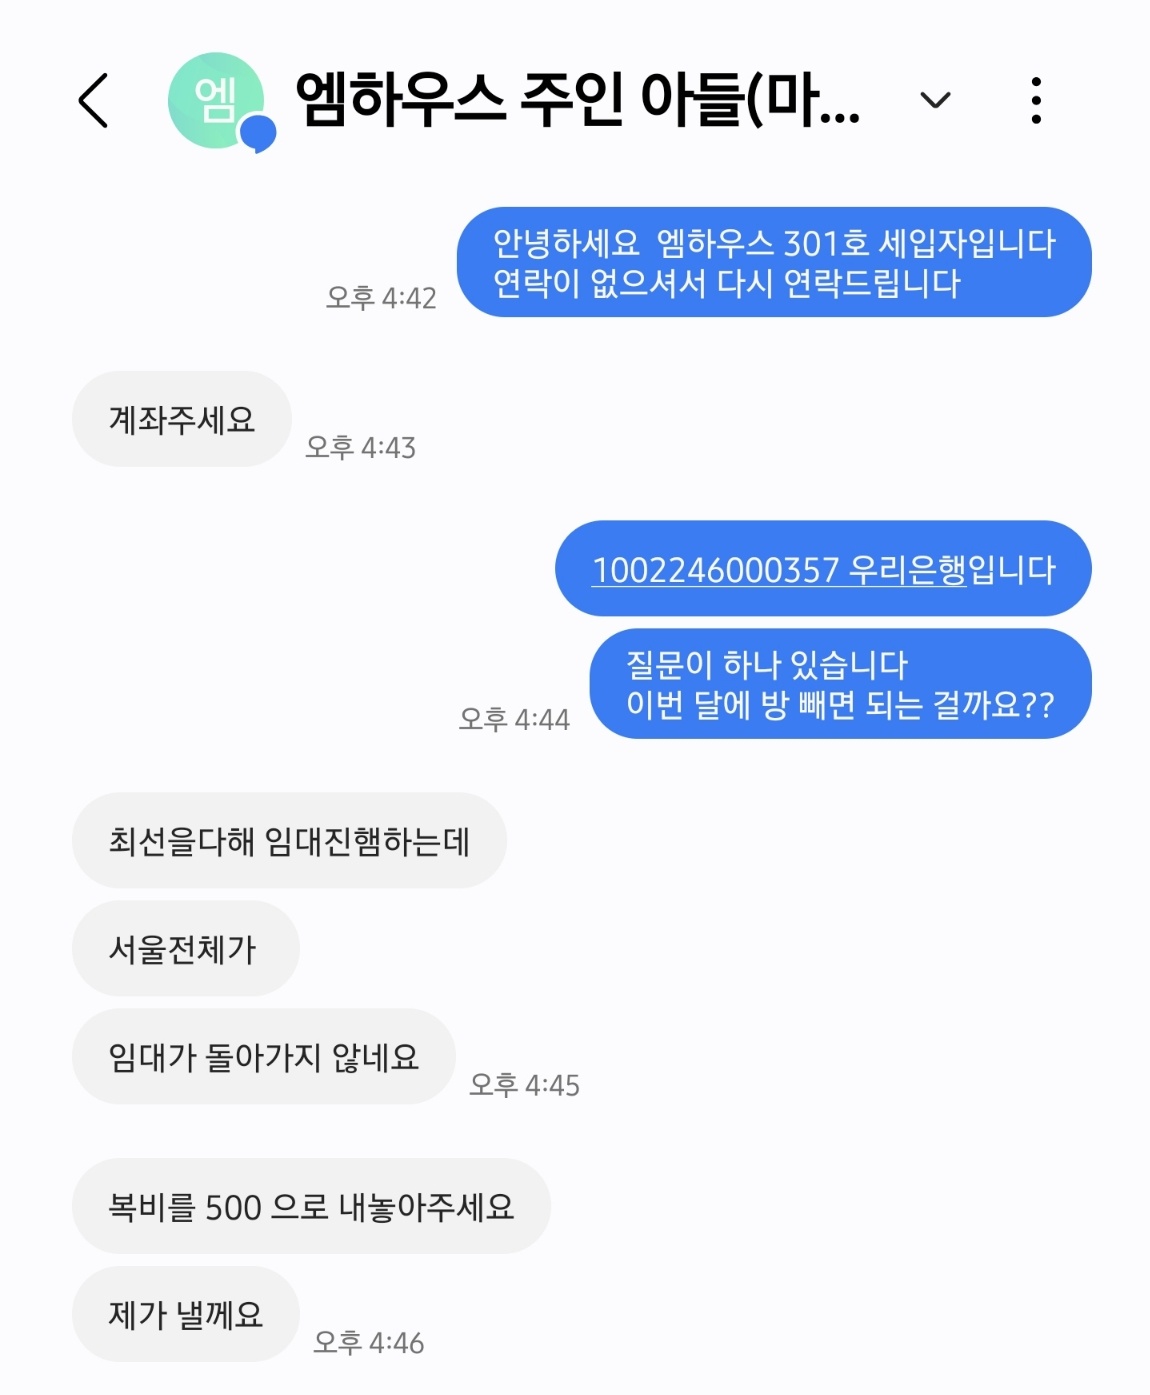 엠
엠하우스 주인 아들(마...
안녕하세요  엠하우스 301호 세입자입니다
연락이 없으셔서 다시 연락드립니다
오후 4:42
계좌주세요
오후 4:43
1002246000357 우리은행입니다
질문이 하나 있습니다
이번 달에 방 빼면 되는 걸까요??
오후 4:44
최선을다해 임대진햄하는데
서울전체가
임대가 돌아가지 않네요
오후 4:45
복비를 500 으로 내놓아주세요
제가 낼께요
오후 4:46